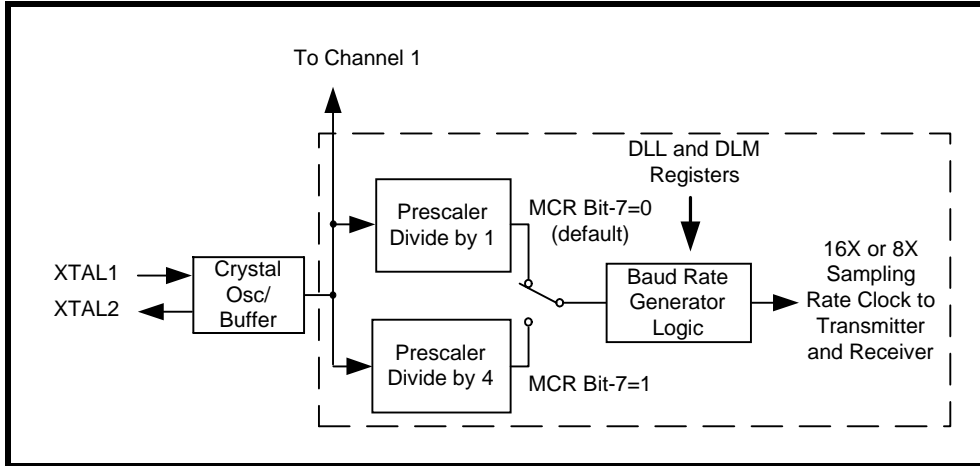 To Channel 1
DLL and DLM
Registers
Prescaler
Divide by 1
MCR Bit-7=0
(default)
XTAL1
XTAL2
Crystal
Osc/
Buffer
Baud Rate
Generator
Logic
16X or 8X
Sampling
Rate Clock to
Transmitter
and Receiver
Prescaler
Divide by 4
MCR Bit-7=1